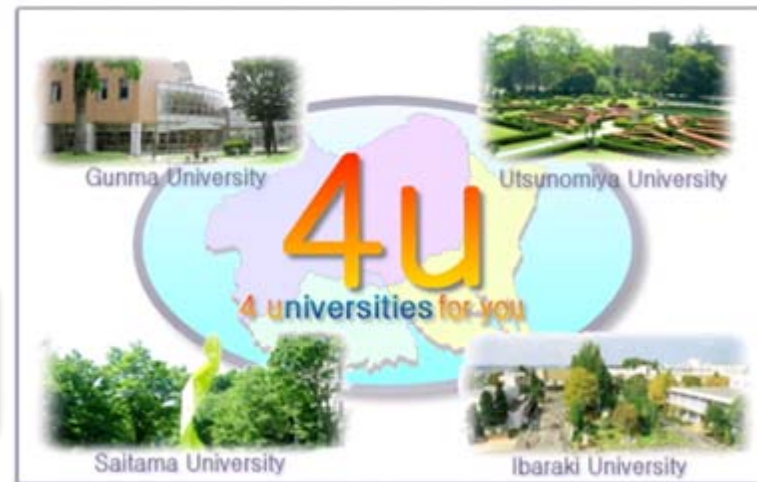 Gunma University
Utsunomiya University
4u
4 universities for you
Saitama University
Ibaraki University